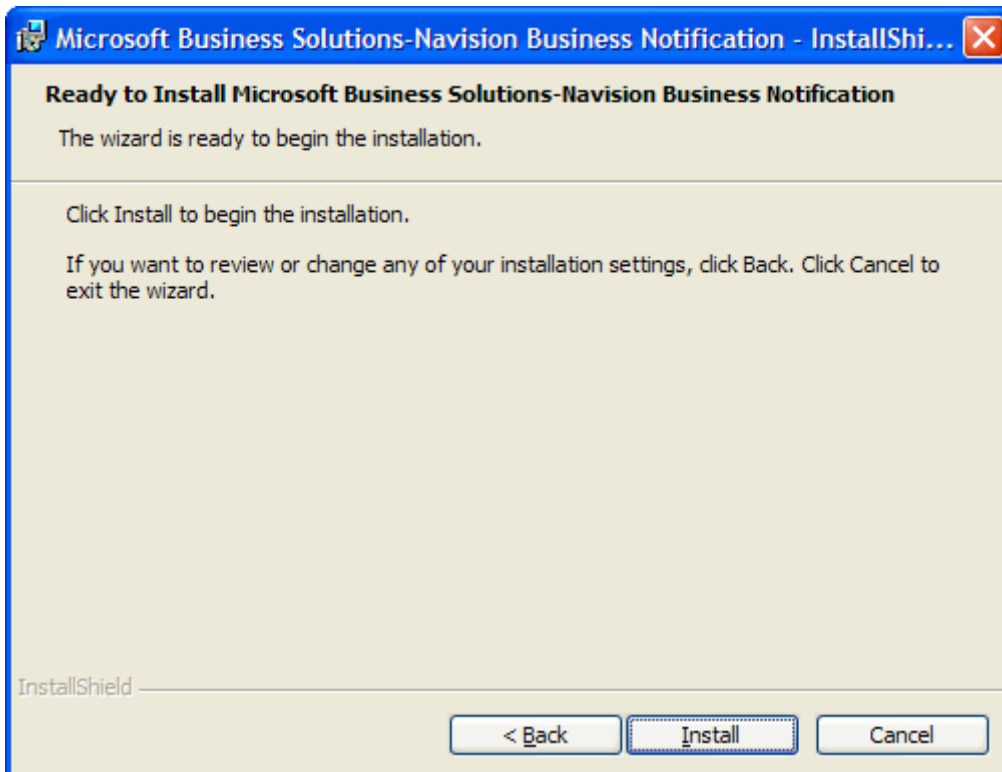 Microsoft Business Solutions-Navision Business Notification - InstallShi...
Ready to Install Microsoft Business Solutions-Navision Business Notification
The wizard is ready to begin the installation.
Click Install to begin the installation.
If you want to review or change any of your installation settings, click Back. Click Cancel to
exit the wizard.
InstallShield
< Back Install Cancel